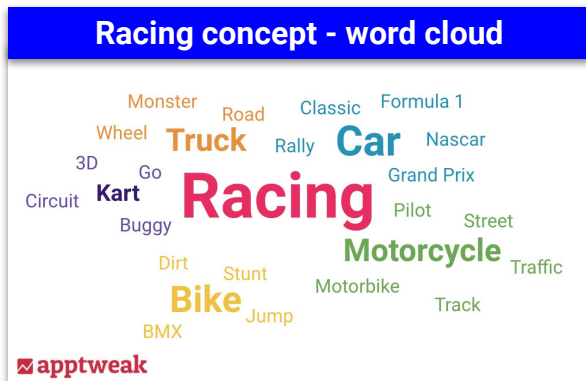 Racing concept - word cloud
Monster
Road
Classic
Formula 1
Wheel
Truck
Rally
Car
Nascar
3D
Go
Grand Prix
Circuit
Kart
Racing
Buggy
Pilot
Street
Motorcycle
Traffic
Dirt
Stunt
Motorbike
Bike
Jump
Track
BMX
apptweak